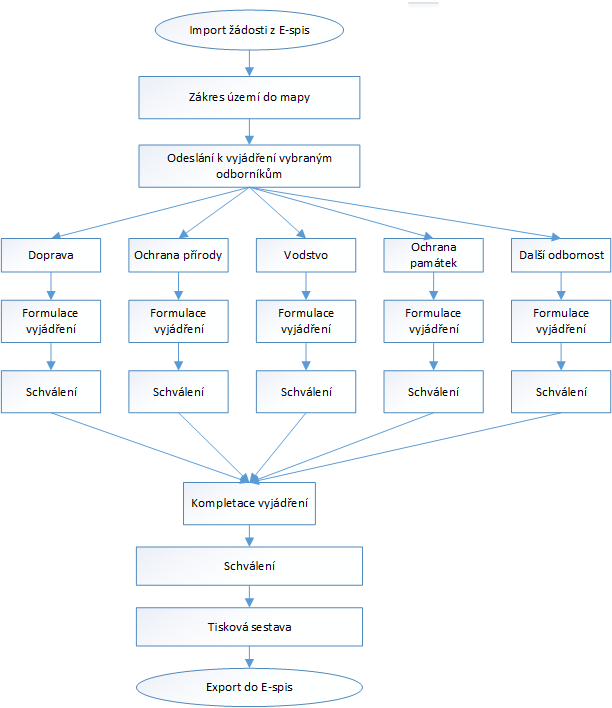 Import žádosti z E-spis
Zákres území do mapy
Odeslání k vyjádření vybraným
odborníkům
Doprava
Ochrana přírody
Vodstvo
Ochrana
památek
Další odbornost
Formulace
vyjádření
Formulace
vyjádření
Formulace
vyjádření
Formulace
vyjádření
Formulace
vyjádření
Schválení
Schválení
Schválení
Schválení
Schválení
Kompletace vyjádření
Schválení
Tisková sestava
Export do E-spis